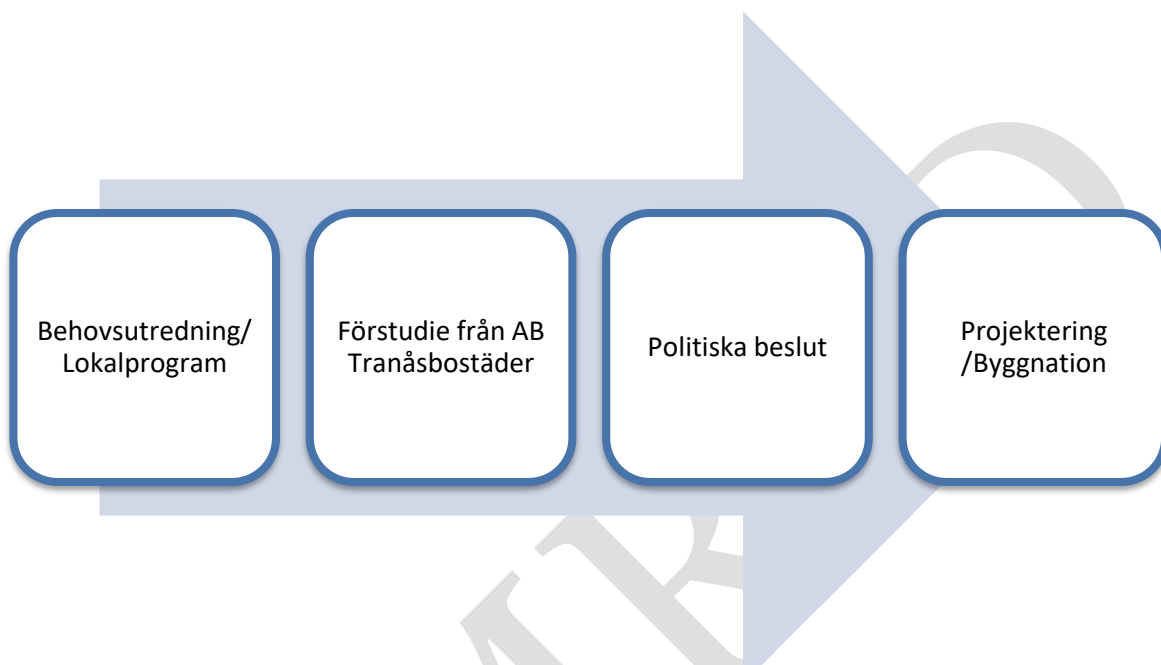 Behovsutredning/
Lokalprogram
Förstudie från AB
Tranåsbostäder
Politiska beslut
Projektering
/Byggnation